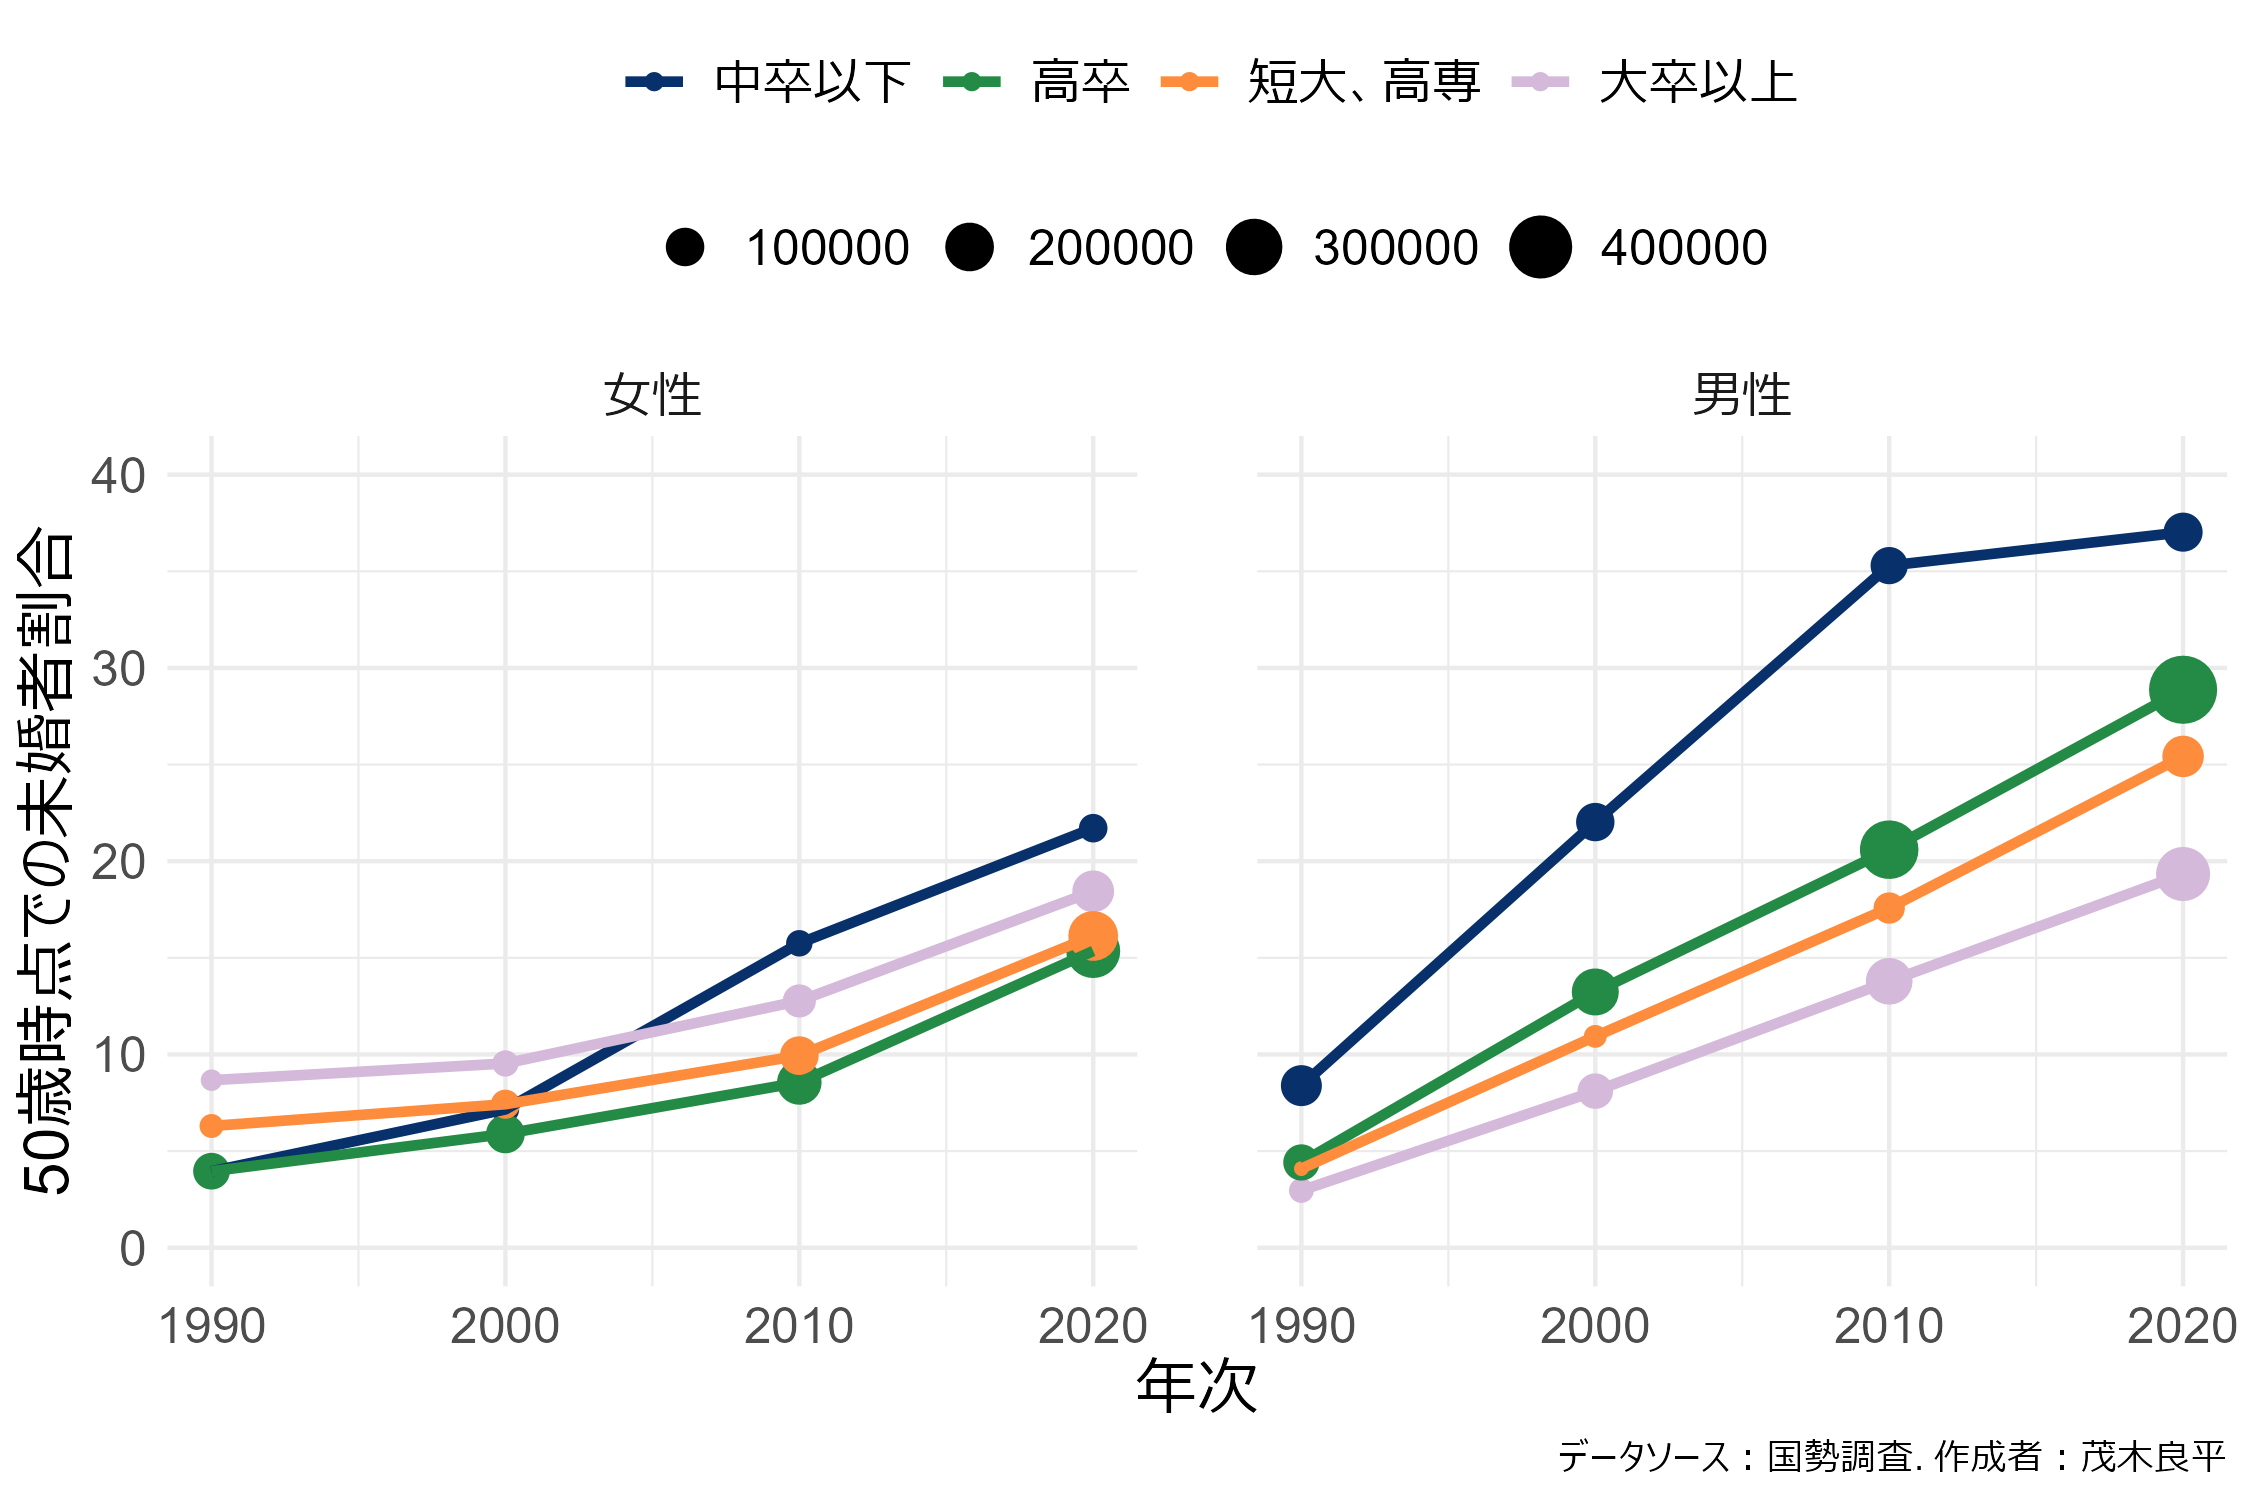 中卒以下 高卒 短大、高専 大卒以上
100000 200000 300000 400000
女性 男性
50歳時点での未婚者割合
40
30
20
10
0
1990 2000 2010 2020 1990 2000 2010 2020
年次
データソース：国勢調査. 作成者：茂木良平